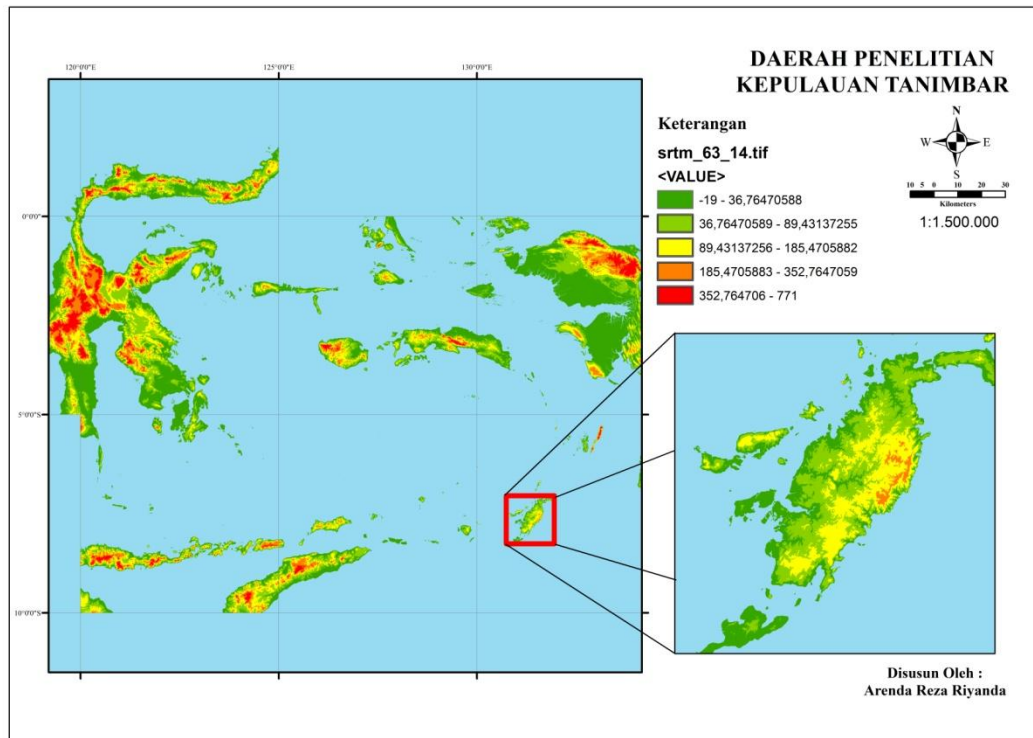 DAERAH PENELITIAN
KEPULAUAN TANIMBAR
120°0'0"E 125°0'0"E 130°0'0"E
0°0'0"
5°0'0"S
10°0'0"S
Keterangan
srtm_63_14.tif
<VALUE>
-19 - 36,76470588
36,76470589 - 89,43137255
89,43137256 - 185,4705882
185,4705883 - 352,7647059
352,764706 - 771
N
W E
S
10 5 0 10 20 30
Kilometers
1:1.500.000
Disusun Oleh :
Arenda Reza Riyanda